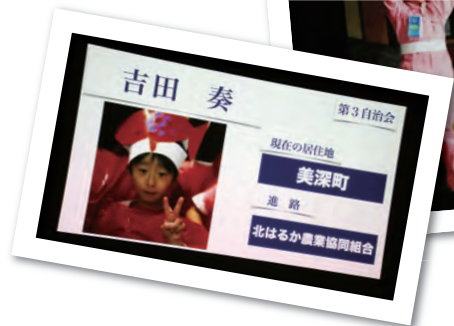 吉田 奏
第3自治会
現在の居住地
美深町
進路
北はるか農業協同組合